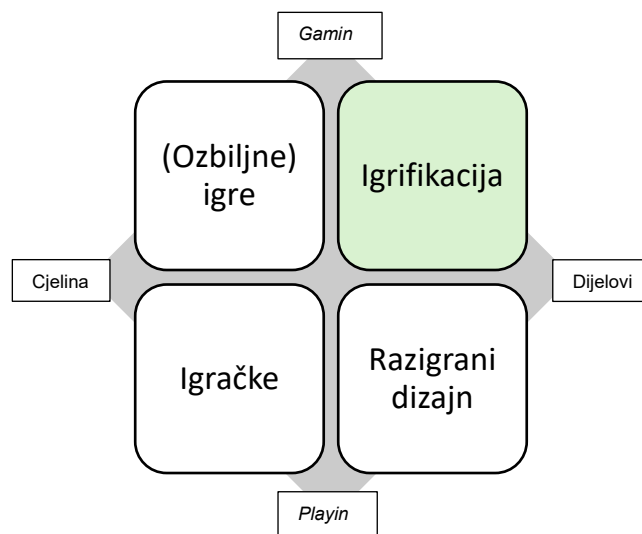 Gamin
(Ozbiljne)
igre
Igrifikacija
Cjelina
Dijelovi
Igračke
Razigrani
dizajn
Playin